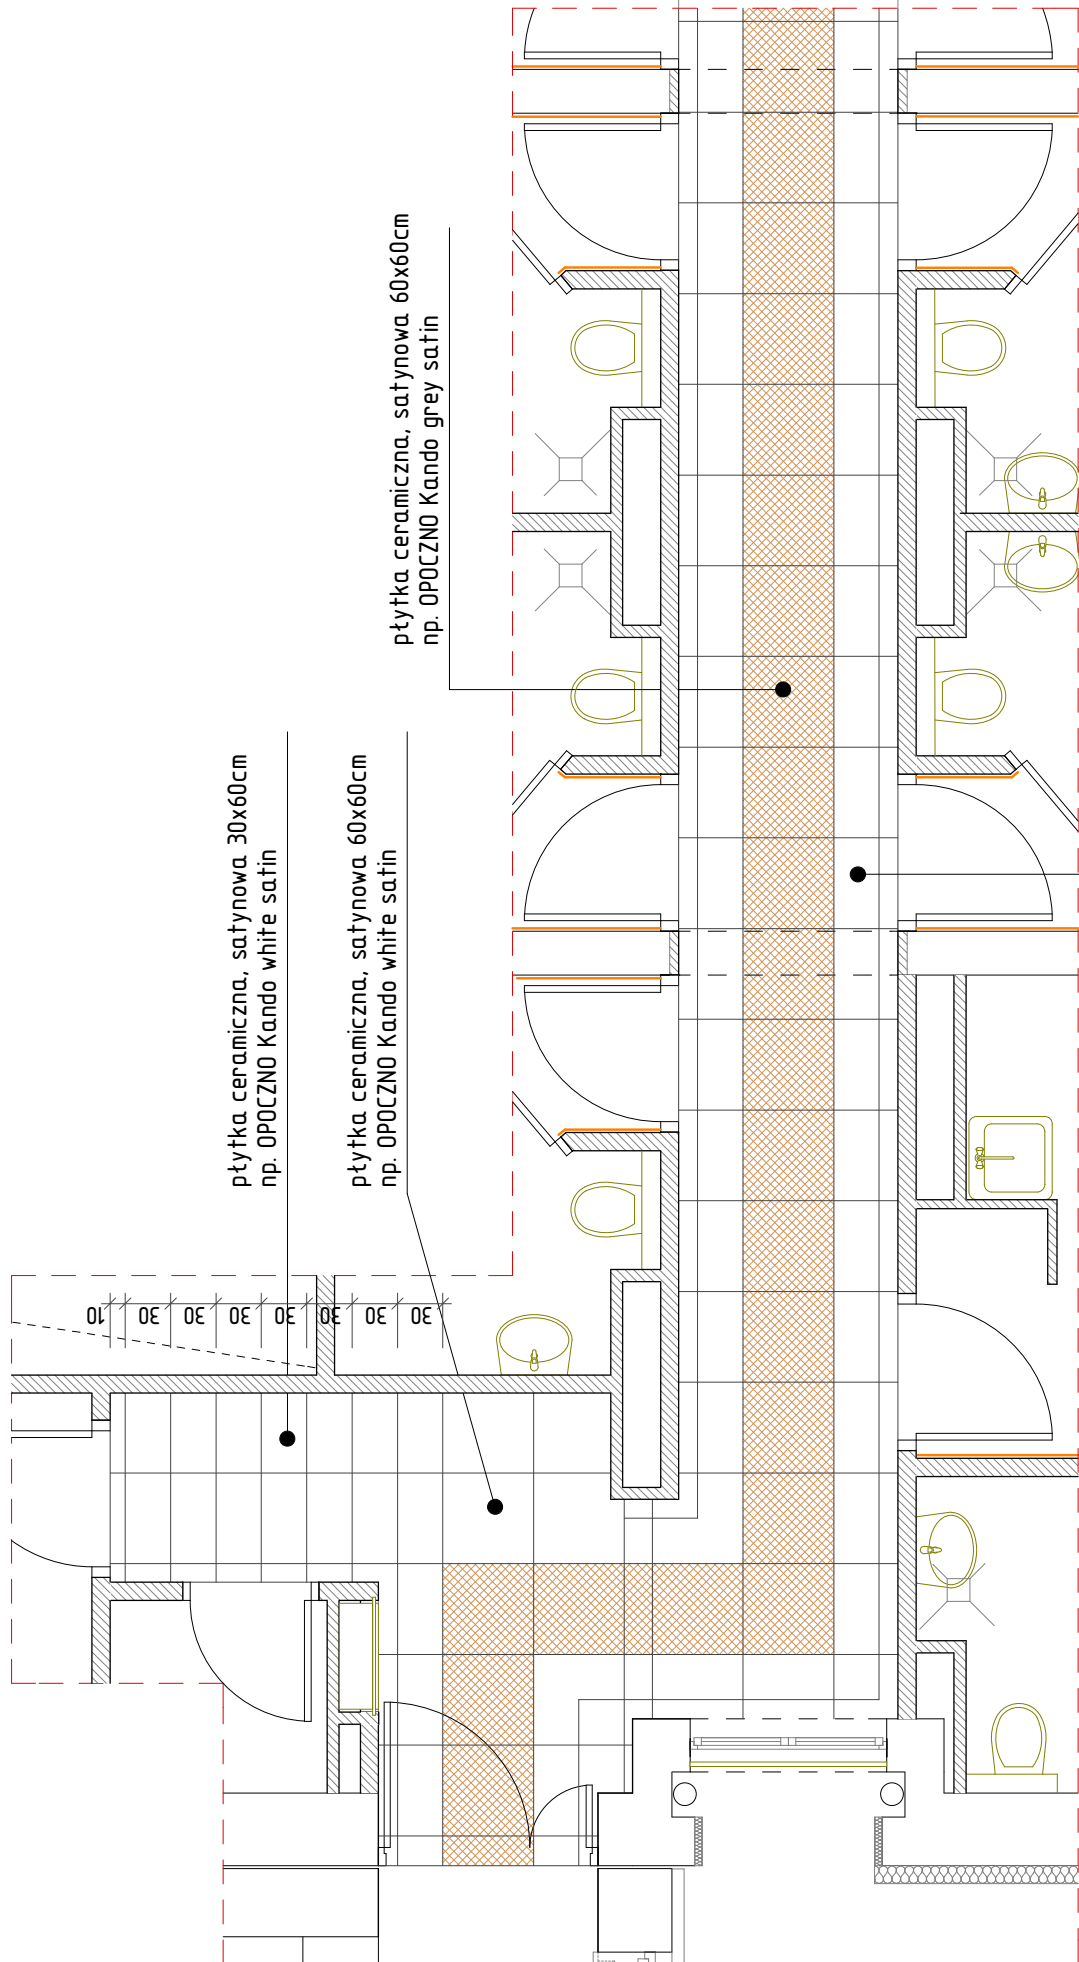 płytka ceramiczna, satynowa 30x60cm
np. OPOCZNO Kando white satin
płytka ceramiczna, satynowa 60x60cm
np. OPOCZNO Kando white satin
płytka ceramiczna, satynowa 60x60cm
np. OPOCZNO Kando grey satin
10
30
30
30
30
30
30
30